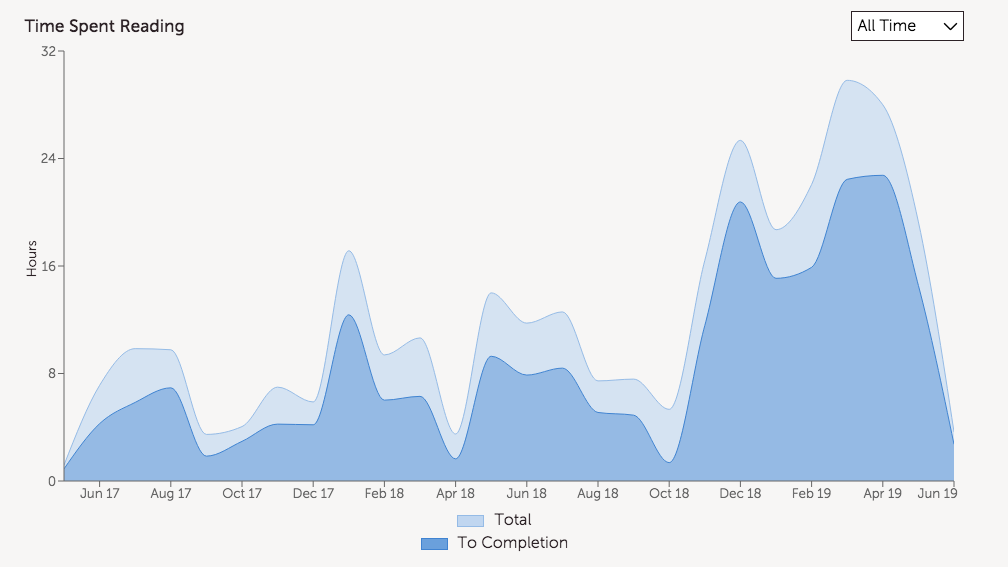 Time Spent Reading
All Time
32
24
16
8
0
Hours
Jun 17 Aug 17 Oct 17 Dec 17 Feb 18 Apr 18 Jun 18 Aug 18 Oct 18 Dec 18 Feb 19 Apr 19 Jun 19
Total
To Completion